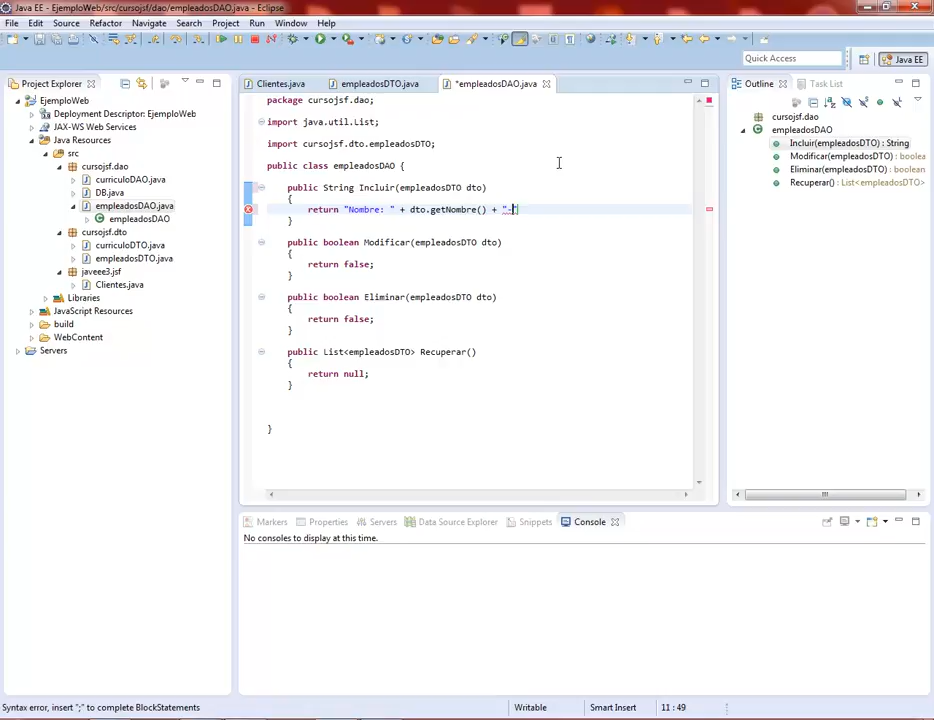 Java EE - EjemploWeb/src/cursojsf/dao/empleadosDAO.java - Eclipse
File Edit Source Refactor Navigate Search Project Run Window Help
Quick Access
Java EE
Project Explorer
EjemploWeb
Deployment Descriptor: EjemploWeb
JAX-WS Web Services
Java Resources
src
cursojsf.dao
curriculoDAO.java
DB.java
empleadosDAO.java
empleadosDAO
cursojsf.dto
curriculoDTO.java
empleadosDTO.java
javeee3.jsf
Clientes.java
Libraries
JavaScript Resources
build
WebContent
Servers
Clientes.java empleadosDTO.java *empleadosDAO.java
package cursojsf.dao;
import java.util.List;
import cursojsf.dto.empleadosDTO;
public class empleadosDAO {
public String Incluir(empleadosDTO dto)
{
return "Nombre: " + dto.getNombre() + "-
}
public boolean Modificar(empleadosDTO dto)
{
return false;
}
public boolean Eliminar(empleadosDTO dto)
{
return false;
}
public List<empleadosDTO> Recuperar()
{
return null;
}
}
Outline Task List
cursojsf.dao
empleadosDAO
Incluir(empleadosDTO) : String
Modificar(empleadosDTO) : boolea
Eliminar(empleadosDTO) : boolean
Recuperar() : List<empleadosDTO>
Markers Properties Servers Data Source Explorer Snippets Console
No consoles to display at this time.
Syntax error, insert ";" to complete BlockStatements
Writable
Smart Insert
11 : 49